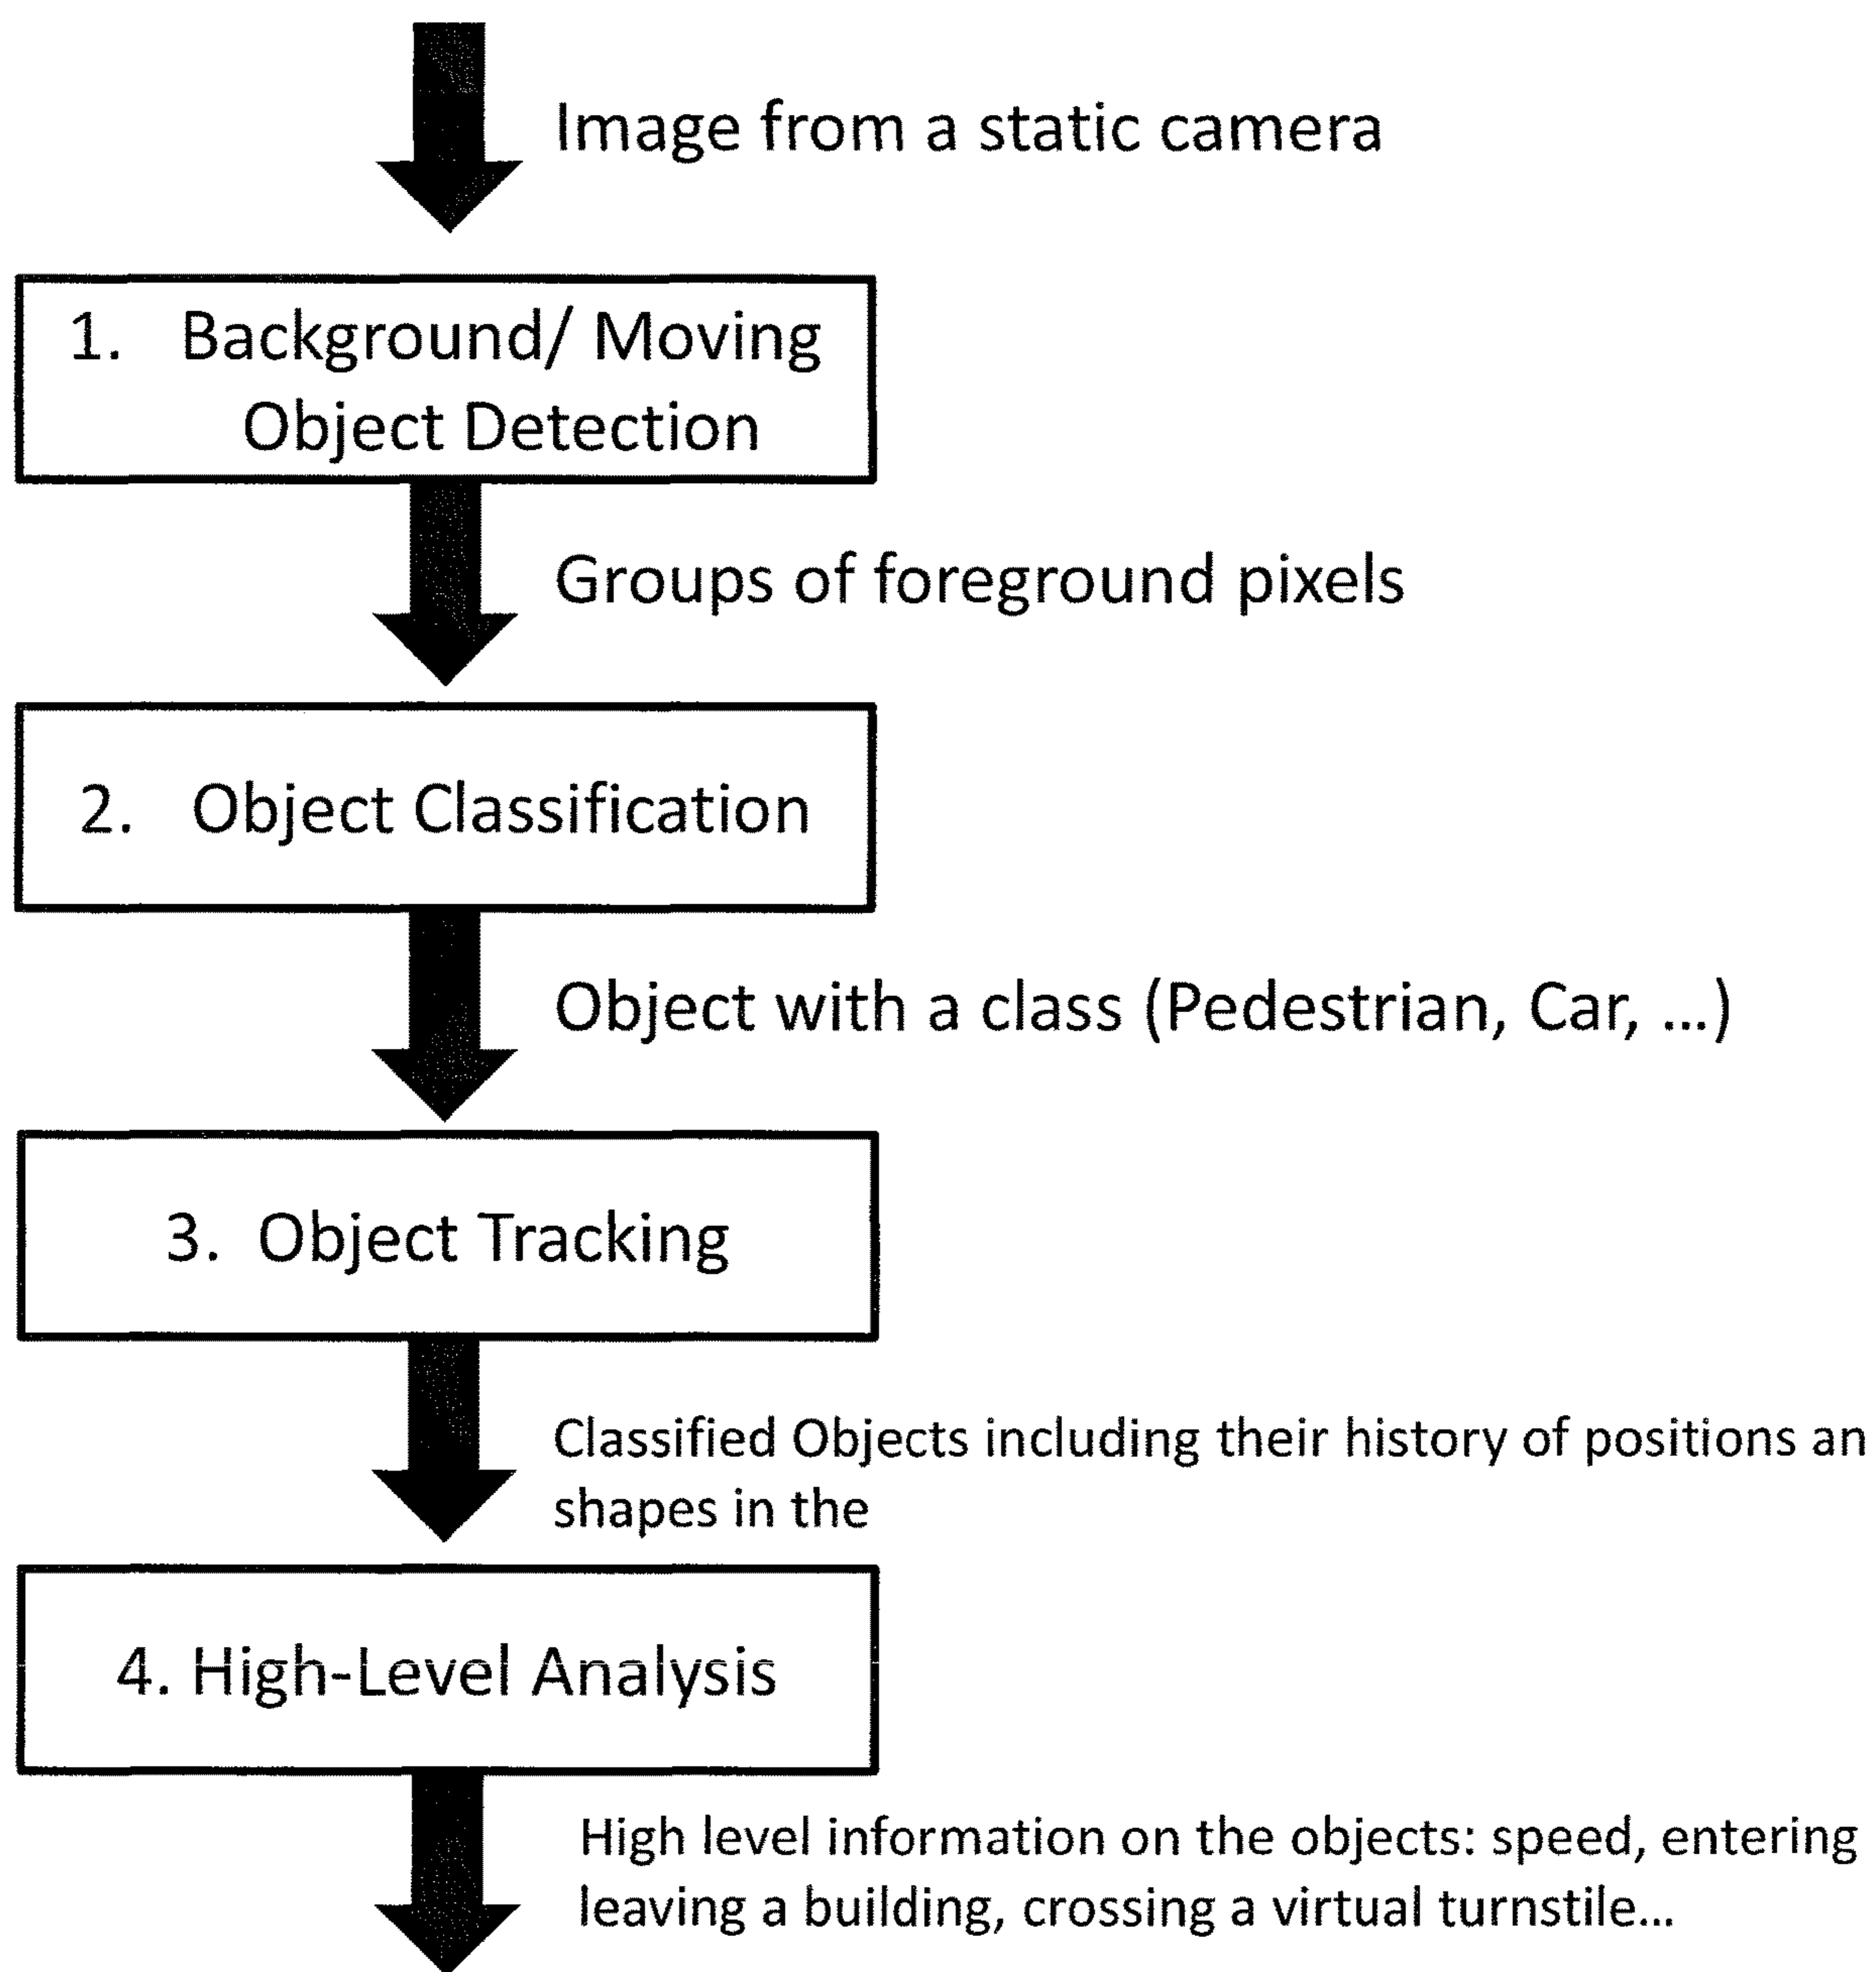 Image from a static camera
1. Background/ Moving
Object Detection
Groups of foreground pixels
2. Object Classification
Object with a class (Pedestrian, Car, ...)
3. Object Tracking
Classified Objects including their history of positions an
shapes in the
4. High-Level Analysis
High level information on the objects: speed, entering
leaving a building, crossing a virtual turnstile...